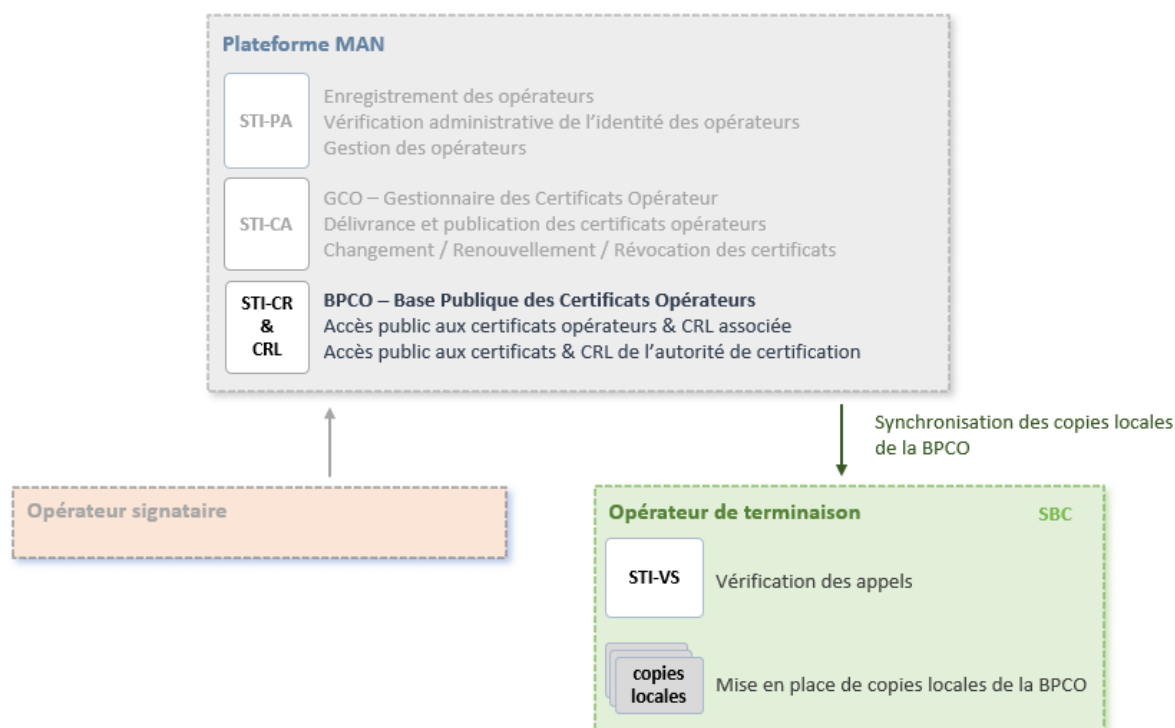 Plateforme MAN
STI-PA
Enregistrement des opérateurs
Vérification administrative de l'identité des opérateurs
Gestion des opérateurs
STI-CA
GCO – Gestionnaire des Certificats Opérateur
Délivrance et publication des certificats opérateurs
Changement / Renouvellement / Révocation des certificats
STI-CR
&
CRL
BPCO – Base Publique des Certificats Opérateurs
Accès public aux certificats opérateurs & CRL associée
Accès public aux certificats & CRL de l'autorité de certification
Synchronisation des copies locales
de la BPCO
Opérateur signataire
Opérateur de terminaison
SBC
STI-VS
Vérification des appels
copies
locales
Mise en place de copies locales de la BPCO